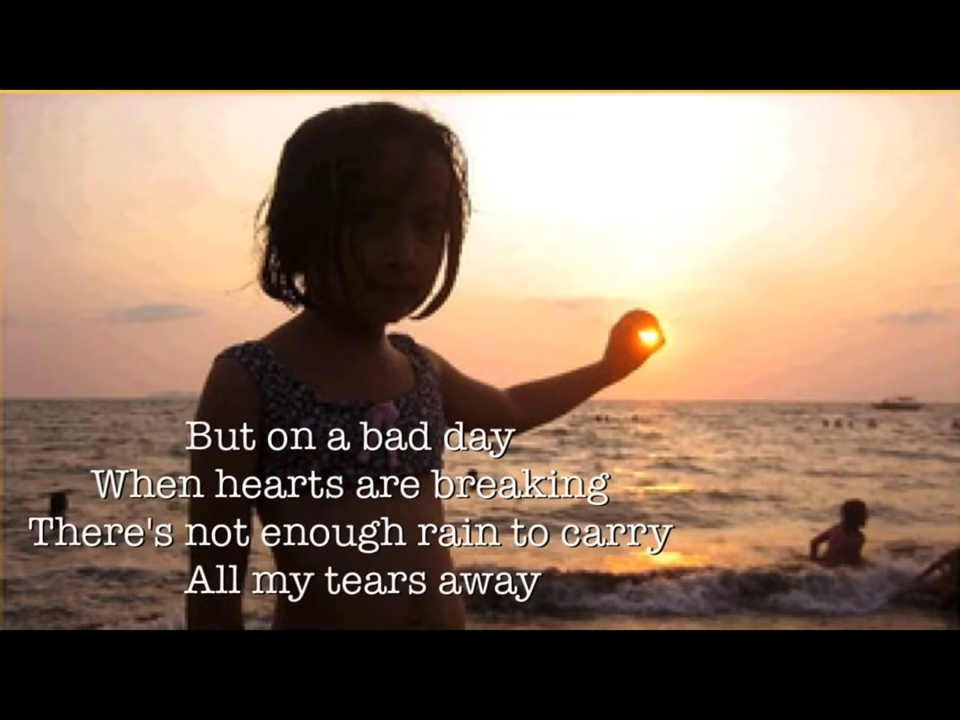 But on a bad day
When hearts are breaking
There's not enough rain to carry
All my tears away